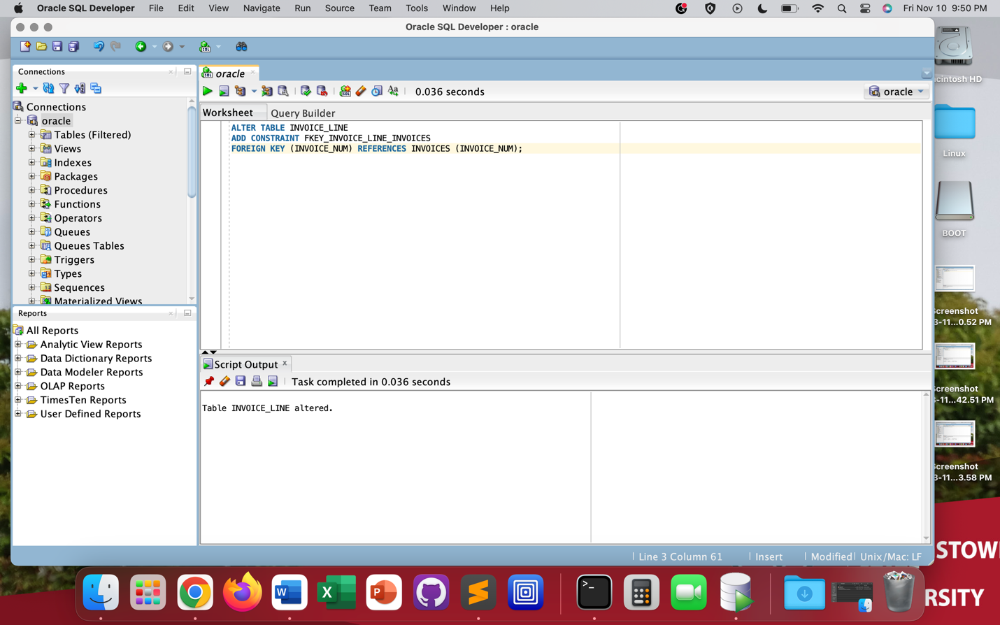 Oracle SQL Developer File Edit View Navigate Run Source Team Tools Window Help Fri Nov 10 9:50 PM
Oracle SQL Developer : oracle
Connections
Connections
oracle
Tables (Filtered)
Views
Indexes
Packages
Procedures
Functions
Operators
Queues
Queues Tables
Triggers
Types
Sequences
Materialized Views
Reports
All Reports
Analytic View Reports
Data Dictionary Reports
Data Modeler Reports
OLAP Reports
TimesTen Reports
User Defined Reports
oracle
0.036 seconds
oracle
Worksheet Query Builder
ALTER TABLE INVOICE_LINE
ADD CONSTRAINT FKEY_INVOICE_LINE_INVOICES
FOREIGN KEY (INVOICE_NUM) REFERENCES INVOICES (INVOICE_NUM);
Script Output
Task completed in 0.036 seconds
Table INVOICE_LINE altered.
Line 3 Column 61 Insert Modified Unix/Mac: LF
cintosh HD
Linux
BOOT
creenshot
3-11...0.52 PM
creenshot
-11...42.51 PM
creenshot
3-11...3.58 PM
STOW
RSITY